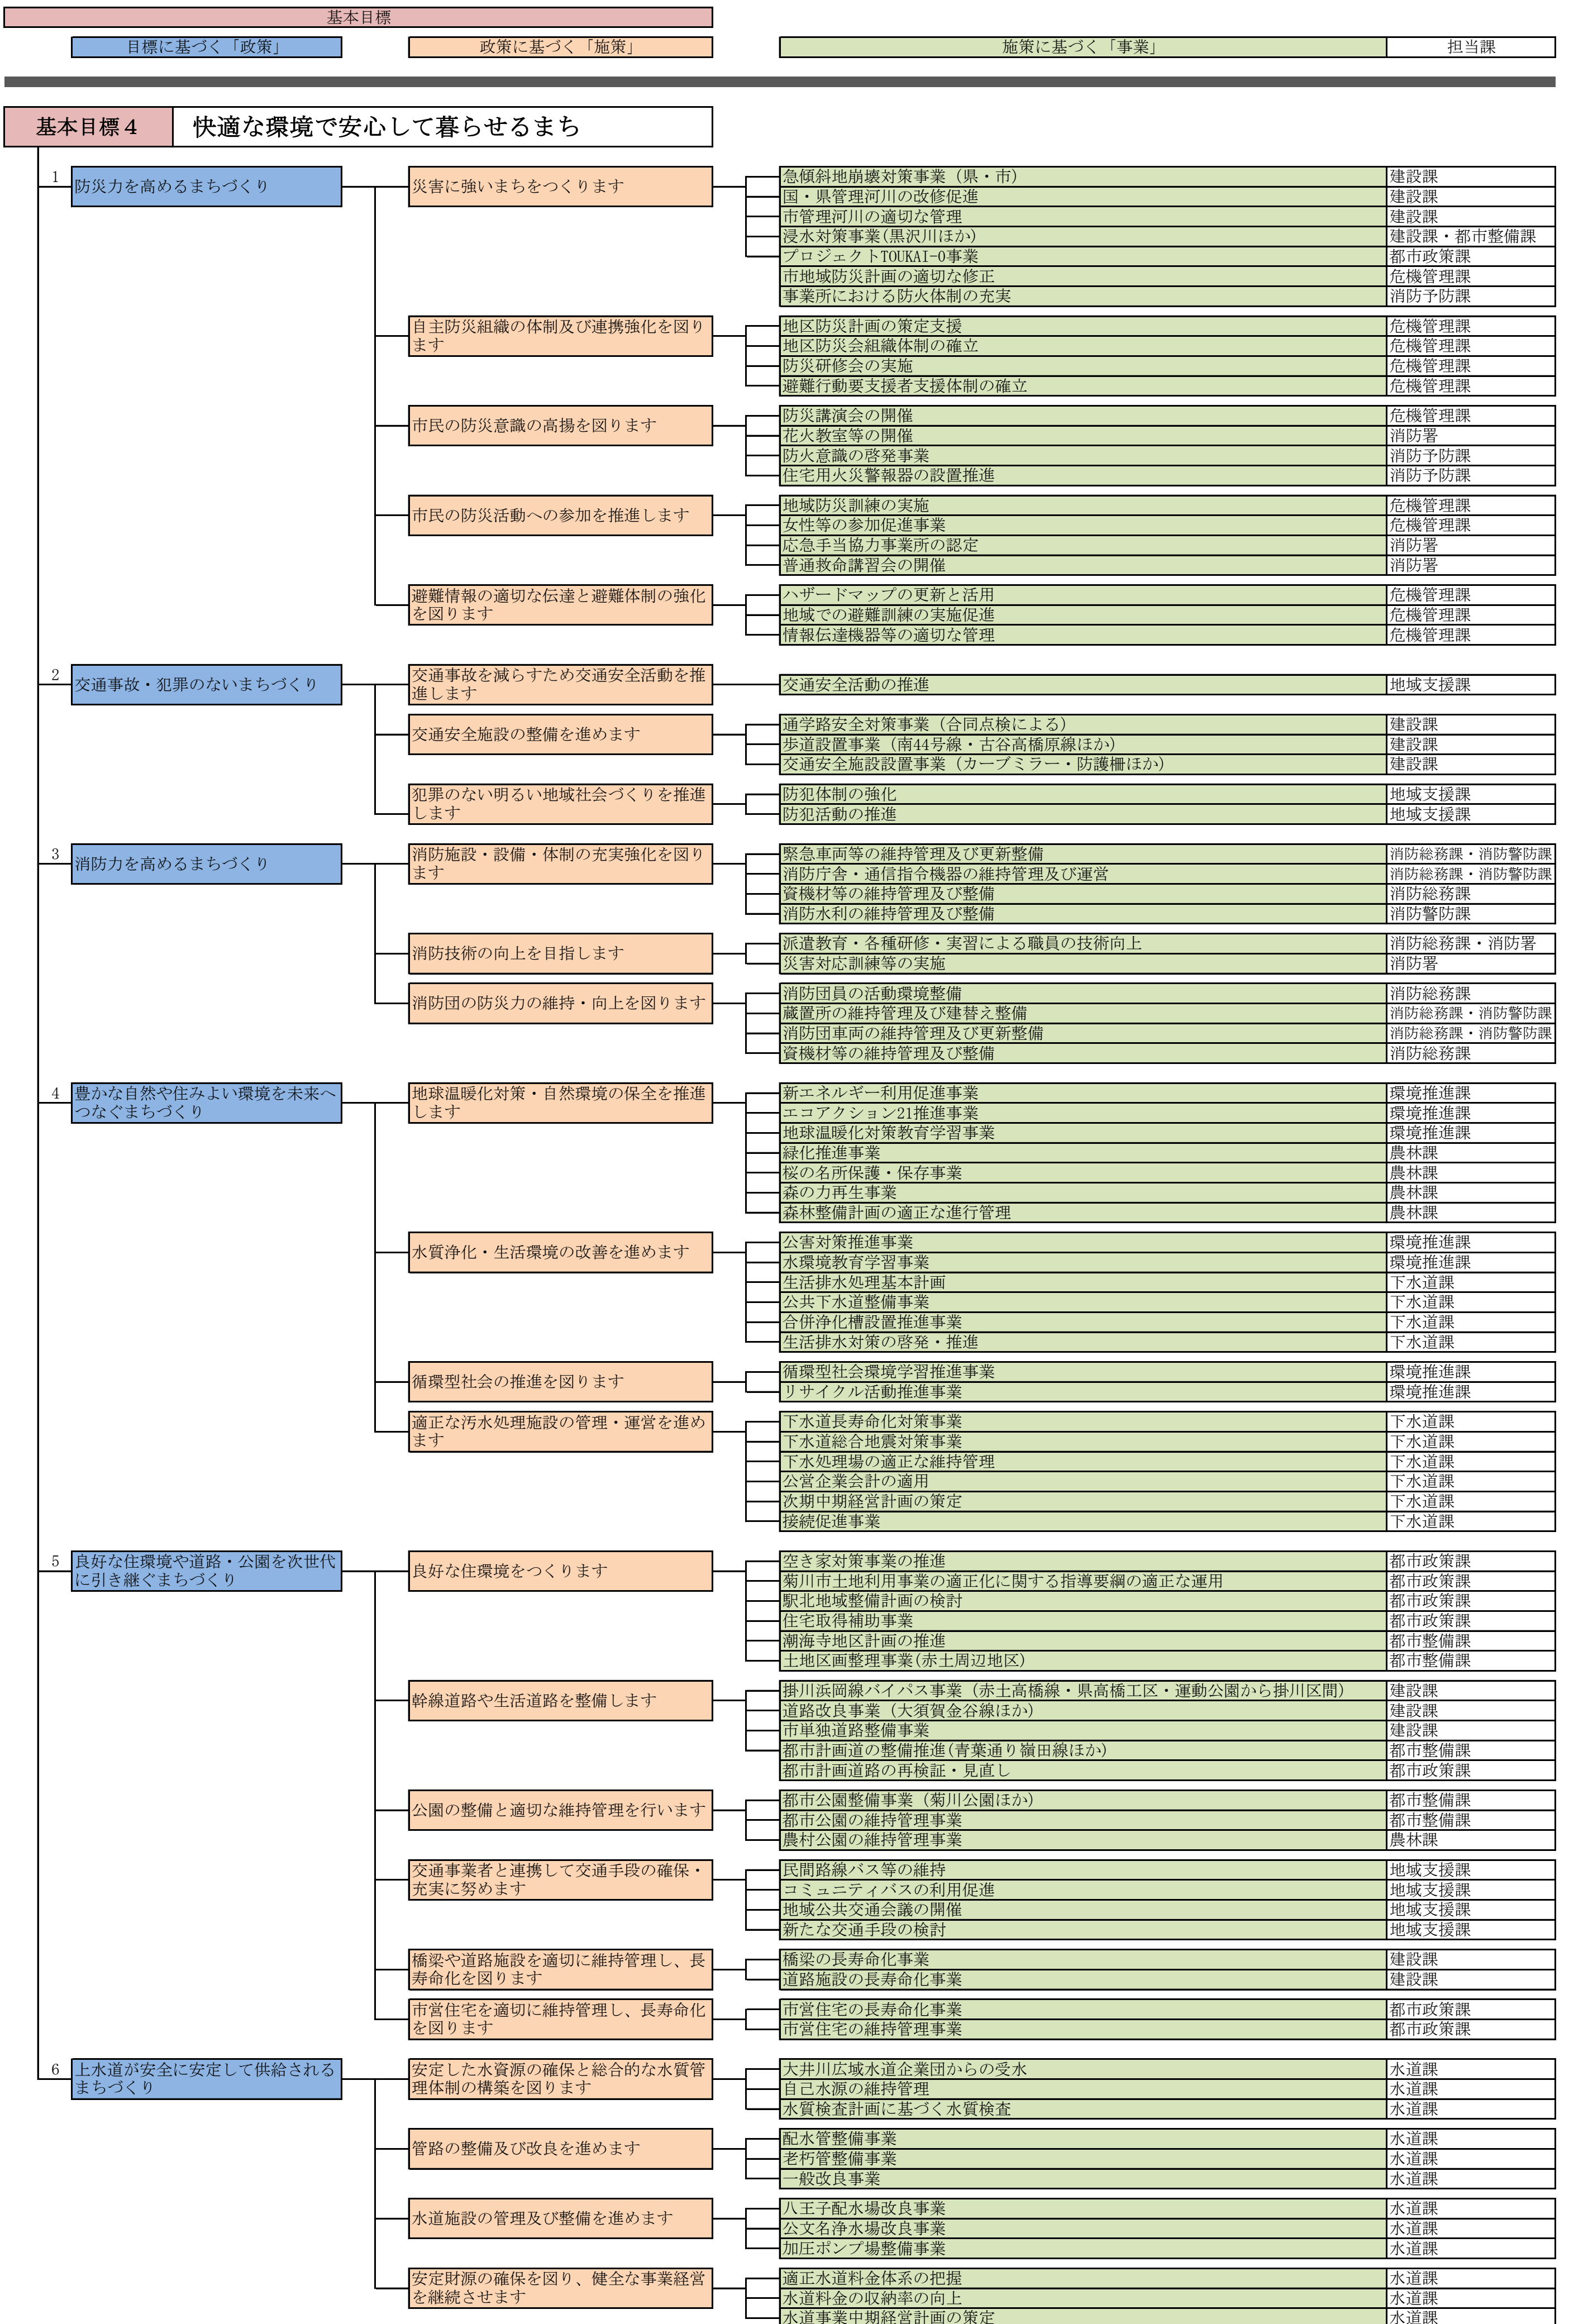 基本目標
目標に基づく「政策」 政策に基づく「施策」 施策に基づく「事業」 担当課
基本目標４ 快適な環境で安心して暮らせるまち
1 防災力を高めるまちづくり
災害に強いまちをつくります
急傾斜地崩壊対策事業（県・市） 建設課
国・県管理河川の改修促進 建設課
市管理河川の適切な管理 建設課
浸水対策事業(黒沢川ほか) 建設課・都市整備課
プロジェクトTOUKAI-0事業 都市政策課
市地域防災計画の適切な修正 危機管理課
事業所における防火体制の充実 消防予防課
自主防災組織の体制及び連携強化を図り
ます
地区防災計画の策定支援 危機管理課
地区防災会組織体制の確立 危機管理課
防災研修会の実施 危機管理課
避難行動要支援者支援体制の確立 危機管理課
市民の防災意識の高揚を図ります
防災講演会の開催 危機管理課
花火教室等の開催 消防署
防火意識の啓発事業 消防予防課
住宅用火災警報器の設置推進 消防予防課
市民の防災活動への参加を推進します
地域防災訓練の実施 危機管理課
女性等の参加促進事業 危機管理課
応急手当協力事業所の認定 消防署
普通救命講習会の開催 消防署
避難情報の適切な伝達と避難体制の強化
を図ります
ハザードマップの更新と活用 危機管理課
地域での避難訓練の実施促進 危機管理課
情報伝達機器等の適切な管理 危機管理課
2 交通事故・犯罪のないまちづくり
交通事故を減らすため交通安全活動を推
進します
交通安全活動の推進 地域支援課
交通安全施設の整備を進めます
通学路安全対策事業（合同点検による） 建設課
歩道設置事業（南44号線・古谷高橋原線ほか） 建設課
交通安全施設設置事業（カーブミラー・防護柵ほか） 建設課
犯罪のない明るい地域社会づくりを推進
します
防犯体制の強化 地域支援課
防犯活動の推進 地域支援課
3 消防力を高めるまちづくり
消防施設・設備・体制の充実強化を図り
ます
緊急車両等の維持管理及び更新整備 消防総務課・消防警防課
消防庁舎・通信指令機器の維持管理及び運営 消防総務課・消防警防課
資機材等の維持管理及び整備 消防総務課
消防水利の維持管理及び整備 消防警防課
消防技術の向上を目指します
派遣教育・各種研修・実習による職員の技術向上 消防総務課・消防署
災害対応訓練等の実施 消防署
消防団の防災力の維持・向上を図ります
消防団員の活動環境整備 消防総務課
蔵置所の維持管理及び建替え整備 消防総務課・消防警防課
消防団車両の維持管理及び更新整備 消防総務課・消防警防課
資機材等の維持管理及び整備 消防総務課
4 豊かな自然や住みよい環境を未来へ
つなぐまちづくり
地球温暖化対策・自然環境の保全を推進
します
新エネルギー利用促進事業 環境推進課
エコアクション21推進事業 環境推進課
地球温暖化対策教育学習事業 環境推進課
緑化推進事業 農林課
桜の名所保護・保存事業 農林課
森の力再生事業 農林課
森林整備計画の適正な進行管理 農林課
水質浄化・生活環境の改善を進めます
公害対策推進事業 環境推進課
水環境教育学習事業 環境推進課
生活排水処理基本計画 下水道課
公共下水道整備事業 下水道課
合併浄化槽設置推進事業 下水道課
生活排水対策の啓発・推進 下水道課
循環型社会の推進を図ります
循環型社会環境学習推進事業 環境推進課
リサイクル活動推進事業 環境推進課
適正な汚水処理施設の管理・運営を進め
ます
下水道長寿命化対策事業 下水道課
下水道総合地震対策事業 下水道課
下水処理場の適正な維持管理 下水道課
公営企業会計の適用 下水道課
次期中期経営計画の策定 下水道課
接続促進事業 下水道課
5 良好な住環境や道路・公園を次世代
に引き継ぐまちづくり
良好な住環境をつくります
空き家対策事業の推進 都市政策課
菊川市土地利用事業の適正化に関する指導要綱の適正な運用 都市政策課
駅北地域整備計画の検討 都市政策課
住宅取得補助事業 都市政策課
潮海寺地区計画の推進 都市整備課
土地区画整理事業(赤土周辺地区) 都市整備課
幹線道路や生活道路を整備します
掛川浜岡線バイパス事業（赤土高橋線・県高橋工区・運動公園から掛川区間） 建設課
道路改良事業（大須賀金谷線ほか） 建設課
市単独道路整備事業 建設課
都市計画道の整備推進(青葉通り嶺田線ほか) 都市整備課
都市計画道路の再検証・見直し 都市政策課
公園の整備と適切な維持管理を行います
都市公園整備事業（菊川公園ほか） 都市整備課
都市公園の維持管理事業 都市整備課
農村公園の維持管理事業 農林課
交通事業者と連携して交通手段の確保・
充実に努めます
民間路線バス等の維持 地域支援課
コミュニティバスの利用促進 地域支援課
地域公共交通会議の開催 地域支援課
新たな交通手段の検討 地域支援課
橋梁や道路施設を適切に維持管理し、長
寿命化を図ります
橋梁の長寿命化事業 建設課
道路施設の長寿命化事業 建設課
市営住宅を適切に維持管理し、長寿命化
を図ります
市営住宅の長寿命化事業 都市政策課
市営住宅の維持管理事業 都市政策課
6 上水道が安全に安定して供給される
まちづくり
安定した水資源の確保と総合的な水質管
理体制の構築を図ります
大井川広域水道企業団からの受水 水道課
自己水源の維持管理 水道課
水質検査計画に基づく水質検査 水道課
管路の整備及び改良を進めます
配水管整備事業 水道課
老朽管整備事業 水道課
一般改良事業 水道課
水道施設の管理及び整備を進めます
八王子配水場改良事業 水道課
公文名浄水場改良事業 水道課
加圧ポンプ場整備事業 水道課
安定財源の確保を図り、健全な事業経営
を継続させます
適正水道料金体系の把握 水道課
水道料金の収納率の向上 水道課
水道事業中期経営計画の策定 水道課